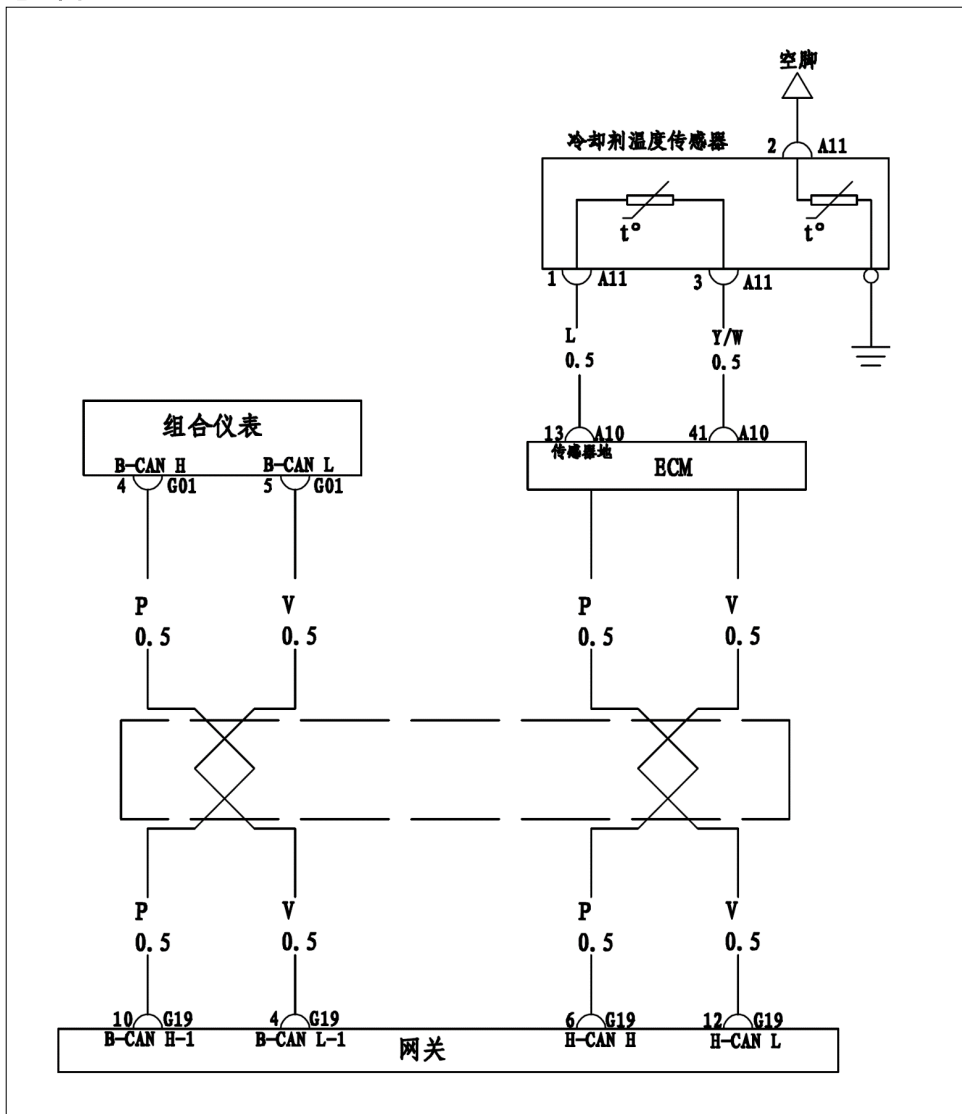 空脚
冷却剂温度传感器
2 A11
t°
t°
1 A11
3 A11
L
0.5
Y/W
0.5
13 A10
41 A10
传感器地
ECM
组合仪表
B-CAN H
B-CAN L
4 G01
5 G01
P
0.5
V
0.5
P
0.5
V
0.5
P
0.5
V
0.5
P
0.5
V
0.5
10 G19
4 G19
6 G19
12 G19
B-CAN H-1
B-CAN L-1
H-CAN H
H-CAN L
网关